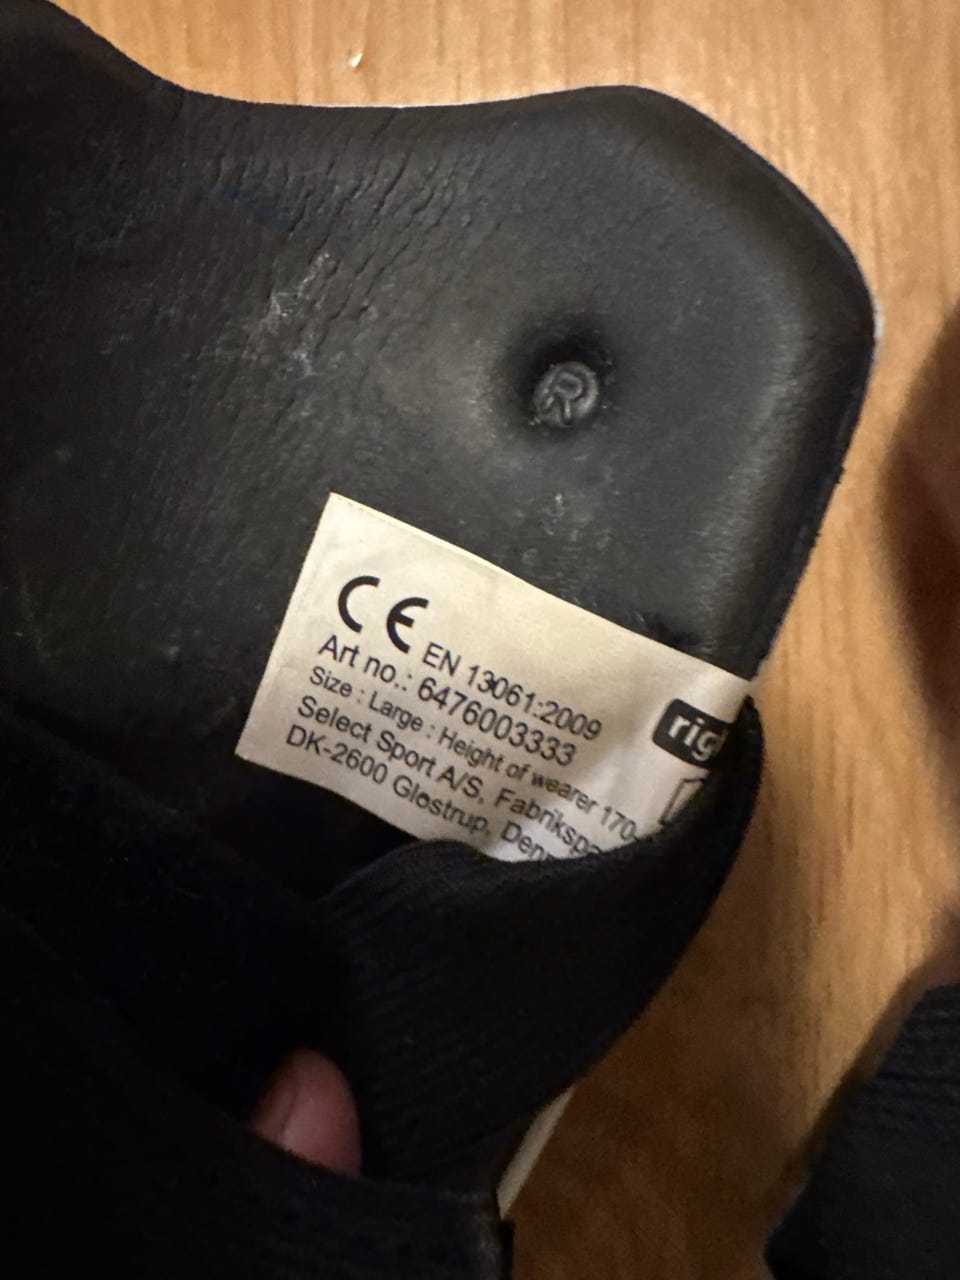 R
CE EN 13061:2009
Art no.: 6476003333
Size : Large : Height of wearer 170-
Select Sport A/S, Fabrikspa
DK-2600 Glostrup, Den
rig